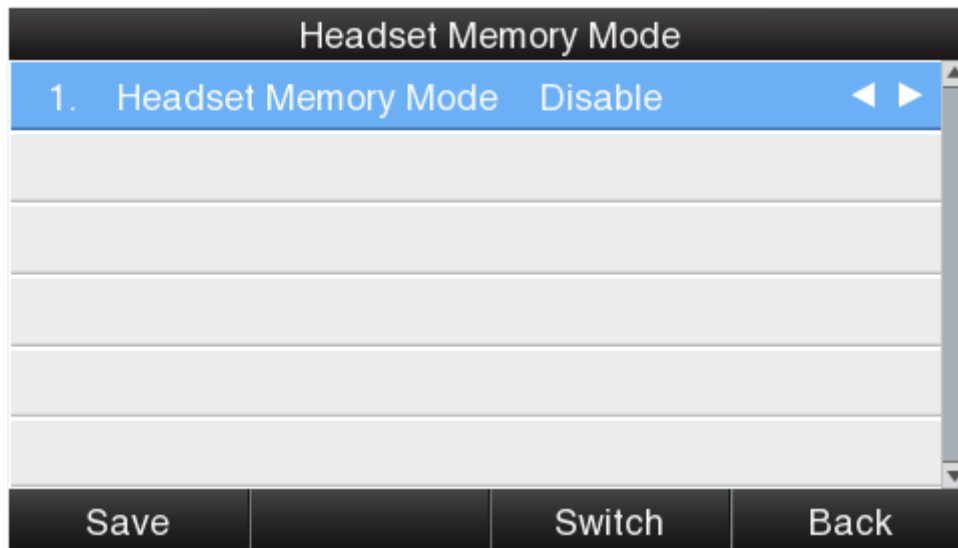 Headset Memory Mode
1. Headset Memory Mode Disable
Save Switch Back